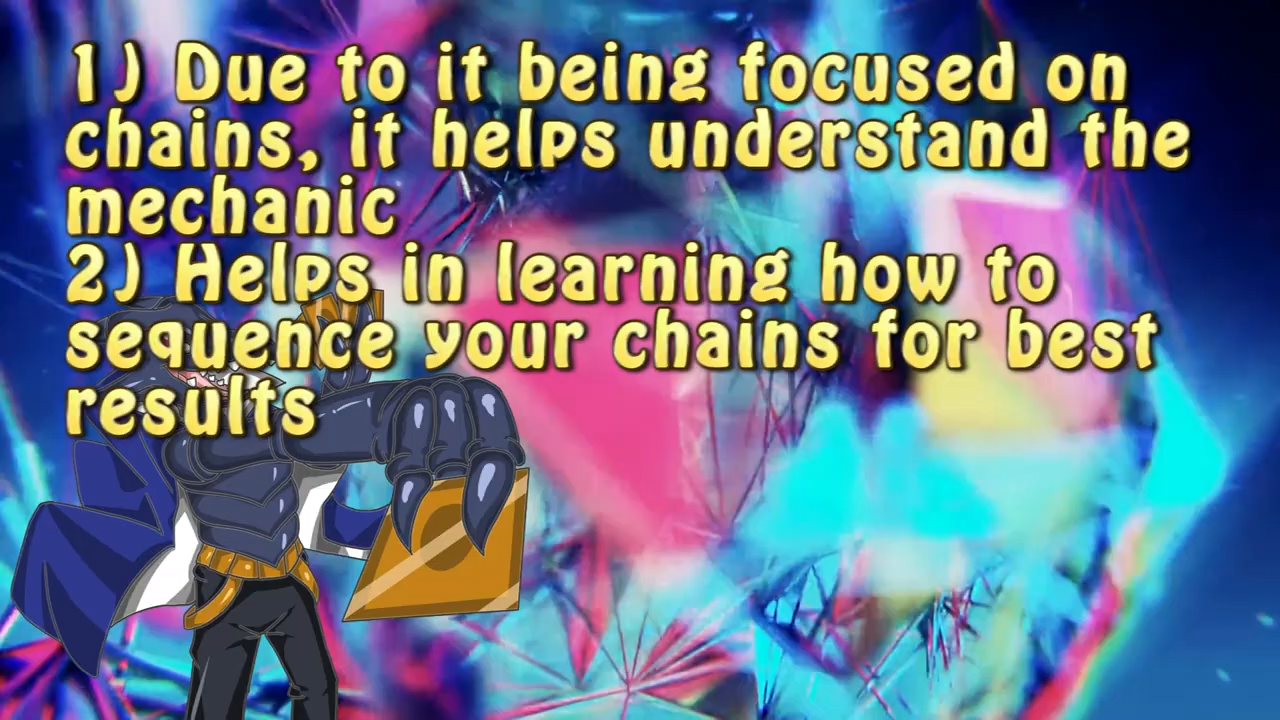 1) Due to it being focused on
chains, it helps understand the
mechanic
2) Helps in learning how to
sequence your chains for best
results